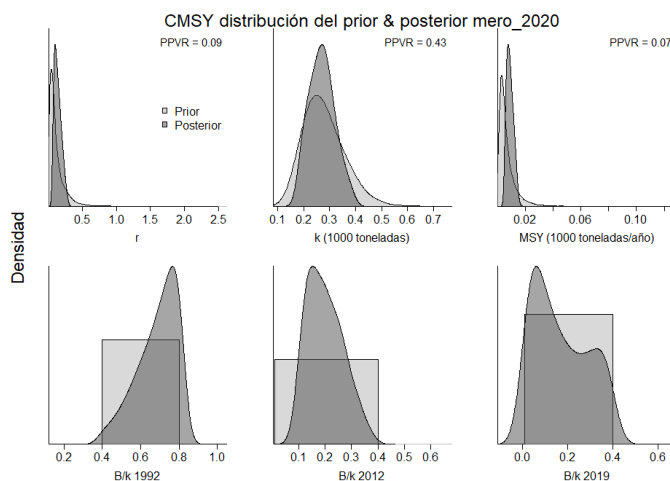 CMSY distribución del prior & posterior mero_2020
PPVR = 0.09
PPVR = 0.43
PPVR = 0.07
Prior
Posterior
0.5 1.0 1.5 2.0 2.5
r
0.1 0.2 0.3 0.4 0.5 0.6 0.7
k (1000 toneladas)
0.02 0.06 0.10
MSY (1000 toneladas/año)
Densidad
0.2 0.4 0.6 0.8 1.0
B/k 1992
0.0 0.2 0.4 0.6
B/k 2012
0.0 0.2 0.4 0.6
B/k 2019